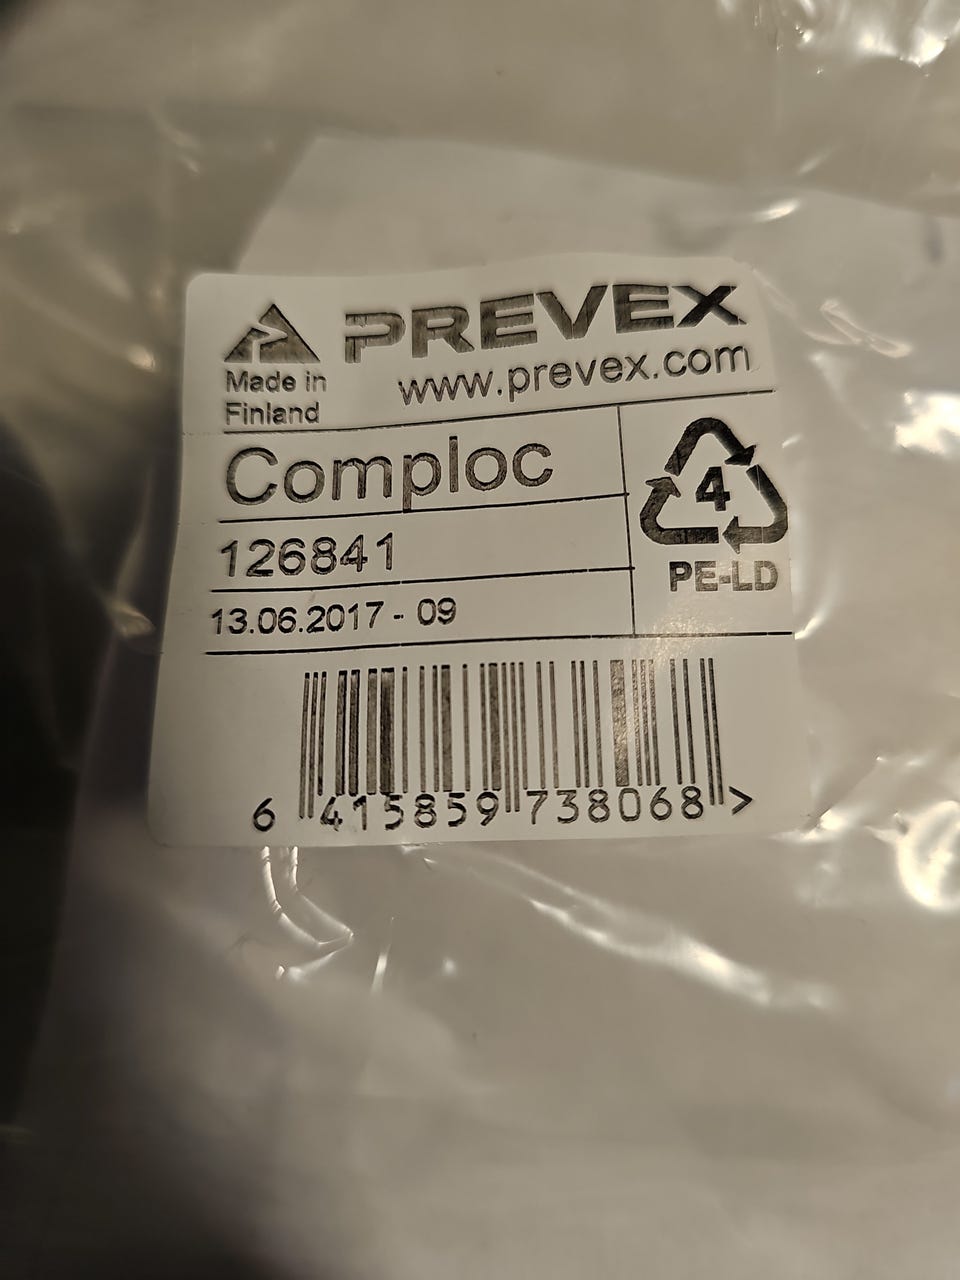 PREVEX
Made in
Finland
www.prevex.com
Comploc
4
PE-LD
126841
13.06.2017 - 09
6 415859 738068 >